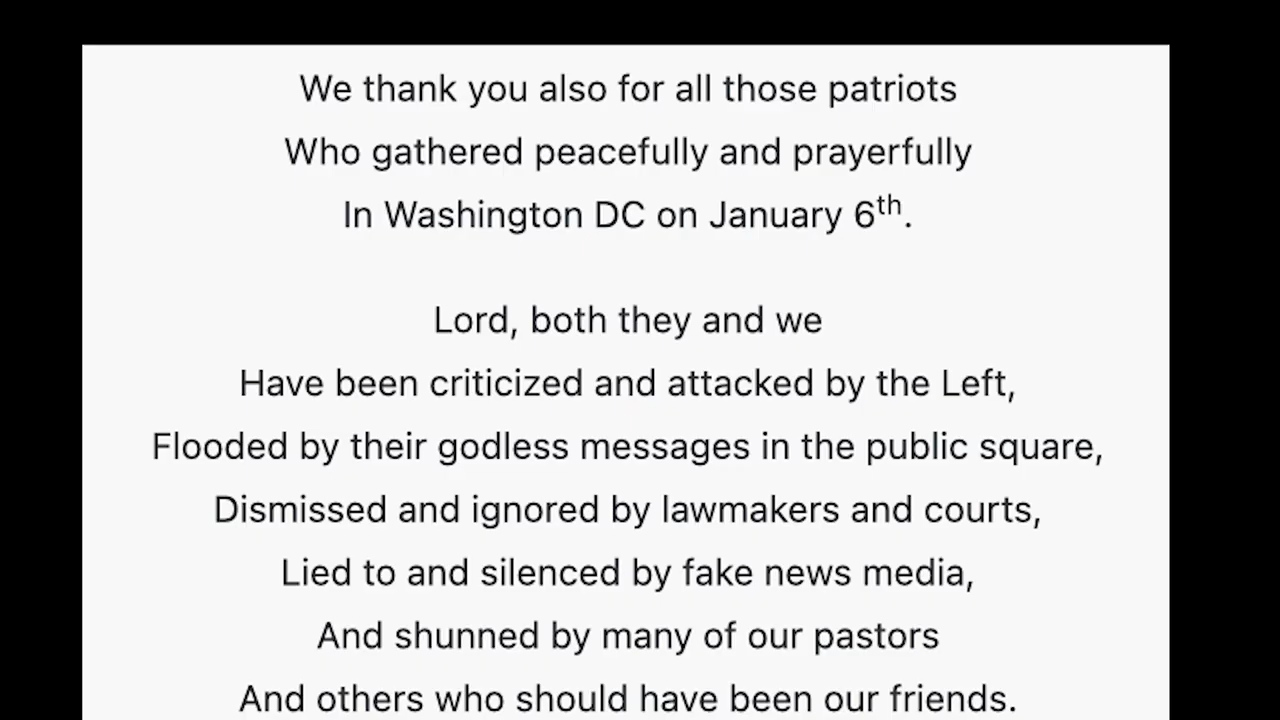 We thank you also for all those patriots
Who gathered peacefully and prayerfully
In Washington DC on January 6th.
Lord, both they and we
Have been criticized and attacked by the Left,
Flooded by their godless messages in the public square,
Dismissed and ignored by lawmakers and courts,
Lied to and silenced by fake news media,
And shunned by many of our pastors
And others who should have been our friends.